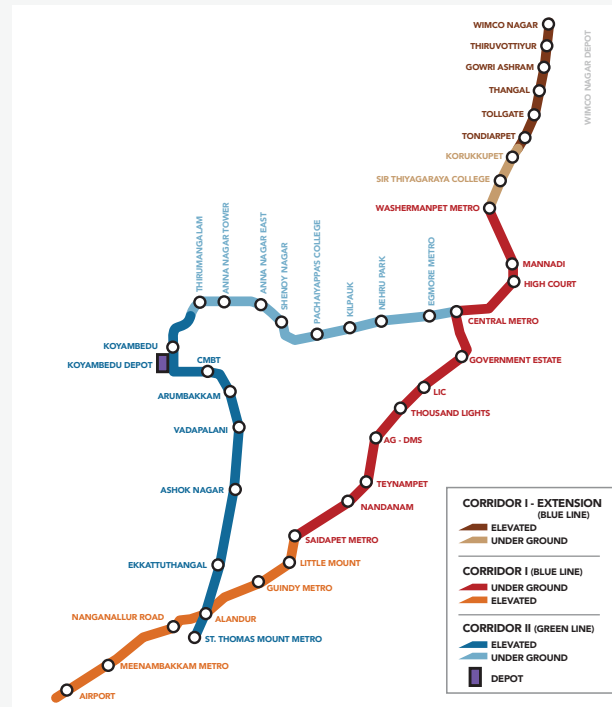 WIMCO NAGAR
THIRUVOTTIYUR
GOWRI ASHRAM
THANGAL
TOLLGATE
TONDIARPET
KORUKKUPET
SIR THIYAGARAYA COLLEGE
WASHERMANPET METRO
WIMCO NAGAR DEPOT
MANNADI
HIGH COURT
CENTRAL METRO
GOVERNMENT ESTATE
LIC
THOUSAND LIGHTS
AG - DMS
TEYNAMPET
NANDANAM
SAIDAPET METRO
LITTLE MOUNT
GUINDY METRO
ALANDUR
NANGANALLUR ROAD
MEENAMBAKKAM METRO
AIRPORT
THIRUMANGALAM
ANNA NAGAR TOWER
ANNA NAGAR EAST
SHENOY NAGAR
PACHAIYAPPA'S COLLEGE
KILPAUK
NEHRU PARK
EGMORE METRO
KOYAMBEDU
KOYAMBEDU DEPOT
CMBT
ARUMBAKKAM
VADAPALANI
ASHOK NAGAR
EKKATTUTHANGAL
ST. THOMAS MOUNT METRO
CORRIDOR I - EXTENSION
(BLUE LINE)
ELEVATED
UNDER GROUND
CORRIDOR I (BLUE LINE)
UNDER GROUND
ELEVATED
CORRIDOR II (GREEN LINE)
ELEVATED
UNDER GROUND
DEPOT